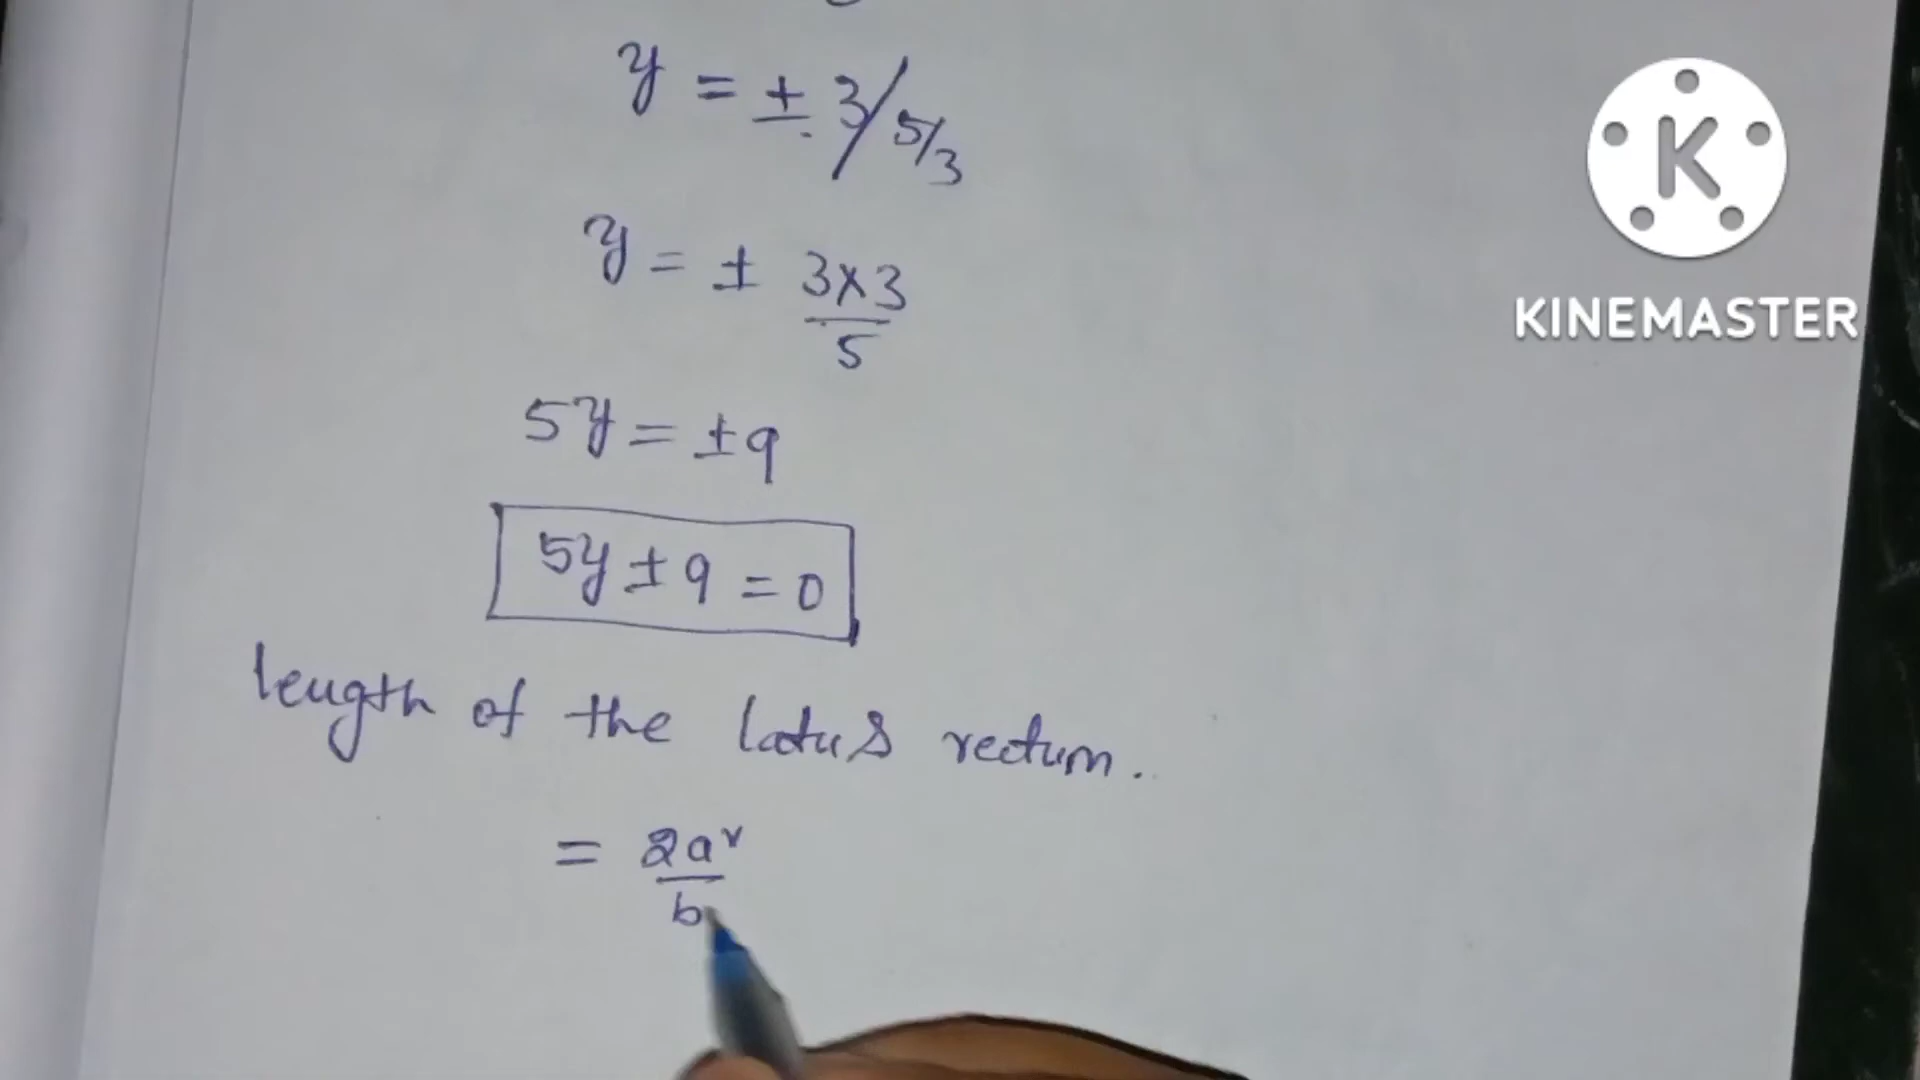 y = ± 3/5/3
K
KINEMASTER
y = ± 3×3/5
5y = ±9
5y ± 9 = 0
length of the latus rectum.
= 2a²/b